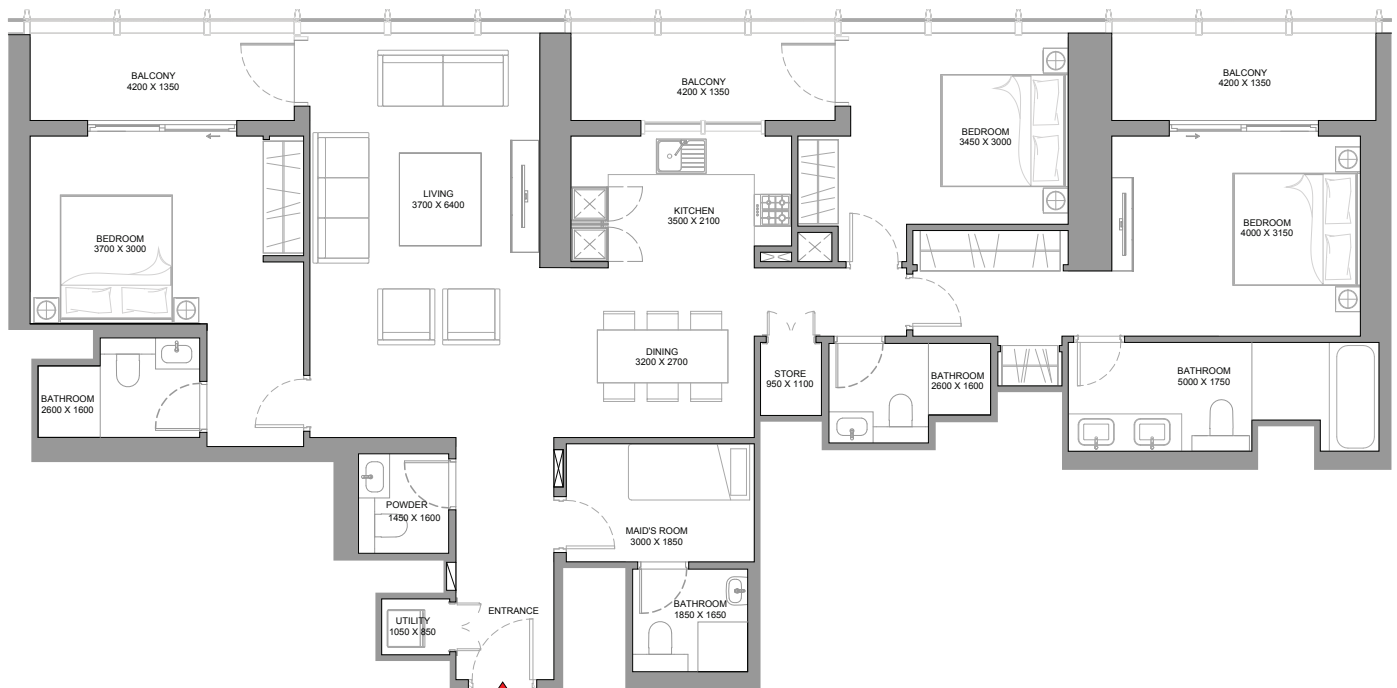 BALCONY
4200 X 1350
BALCONY
4200 X 1350
BALCONY
4200 X 1350
BEDROOM
3450 X 3000
LIVING
3700 X 6400
KITCHEN
3500 X 2100
BEDROOM
4000 X 3150
BEDROOM
3700 X 3000
DINING
3200 X 2700
STORE
950 X 1100
BATHROOM
2600 X 1600
BATHROOM
5000 X 1750
BATHROOM
2600 X 1600
POWDER
1450 X 1600
MAID'S ROOM
3000 X 1850
BATHROOM
1850 X 1650
ENTRANCE
UTILITY
1050 X 850